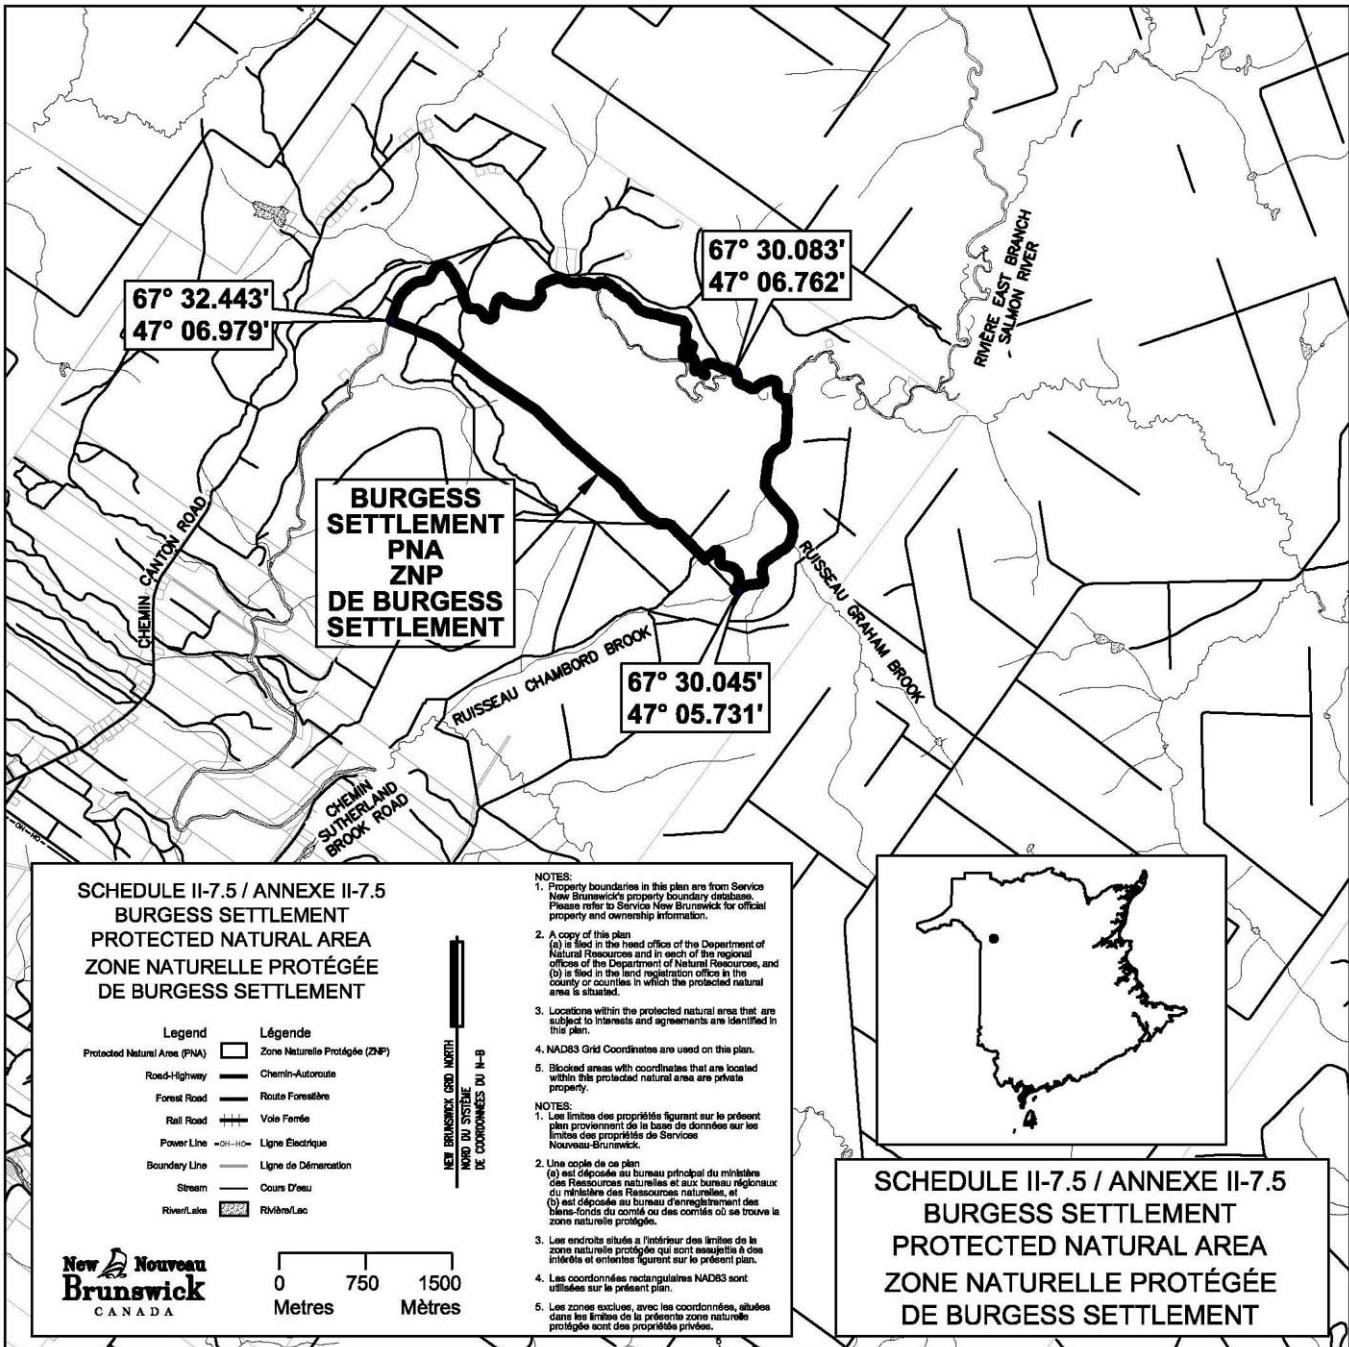 67° 30.083'
47° 06.762'
RIVIÈRE EAST BRANCH
SALMON RIVER
67° 32.443'
47° 06.979'
BURGESS
SETTLEMENT
PNA
ZNP
DE BURGESS
SETTLEMENT
CHEMIN CANTON ROAD
RUISSEAU GRAHAM BROOK
RUISSEAU CHAMBORD BROOK
67° 30.045'
47° 05.731'
CHEMIN
SUTHERLAND
BROOK ROAD
OH-HO
SCHEDULE II-7.5 / ANNEXE II-7.5
BURGESS SETTLEMENT
PROTECTED NATURAL AREA
ZONE NATURELLE PROTÉGÉE
DE BURGESS SETTLEMENT
Legend Légende
Protected Natural Area (PNA) Zone Naturelle Protégée (ZNP)
Road-Highway Chemin-Autoroute
Forest Road Route Forestière
Rail Road Voie Ferrée
Power Line OH-HO Ligne Électrique
Boundary Line Ligne de Démarcation
Stream Cours D'eau
River/Lake Rivière/Lac
NEW BRUNSWICK GRID NORTH
NORD DU SYSTÈME
DE COORDONNÉES DU N-B
New Nouveau
Brunswick
CANADA
0 750 1500
Metres Mètres
NOTES:
1. Property boundaries in this plan are from Service
New Brunswick's property boundary database.
Please refer to Service New Brunswick for official
property and ownership information.
2. A copy of this plan
(a) is filed in the head office of the Department of
Natural Resources and in each of the regional
offices of the Department of Natural Resources, and
(b) is filed in the land registration office in the
county or counties in which the protected natural
area is situated.
3. Locations within the protected natural area that are
subject to interests and agreements are identified in
this plan.
4. NAD83 Grid Coordinates are used on this plan.
5. Blocked areas with coordinates that are located
within this protected natural area are private
property.
NOTES:
1. Les limites des propriétés figurant sur le présent
plan proviennent de la base de données sur les
limites des propriétés de Services
Nouveau-Brunswick.
2. Une copie de ce plan
(a) est déposée au bureau principal du ministère
des Ressources naturelles et aux bureau régionaux
du ministère des Ressources naturelles, et
(b) est déposée au bureau d'enregistrement des
biens-fonds du comté ou des comtés où se trouve la
zone naturelle protégée.
3. Les endroits situés a l'intérieur des limites de la
zone naturelle protégée qui sont assujettis à des
intérêts et ententes figurant sur le présent plan.
4. Les coordonnées rectangulaires NAD83 sont
utilisées sur le présent plan.
5. Les zones exclues, avec les coordonnées, situées
dans les limites de la présente zone naturelle
protégée sont des propriétés privées.
SCHEDULE II-7.5 / ANNEXE II-7.5
BURGESS SETTLEMENT
PROTECTED NATURAL AREA
ZONE NATURELLE PROTÉGÉE
DE BURGESS SETTLEMENT